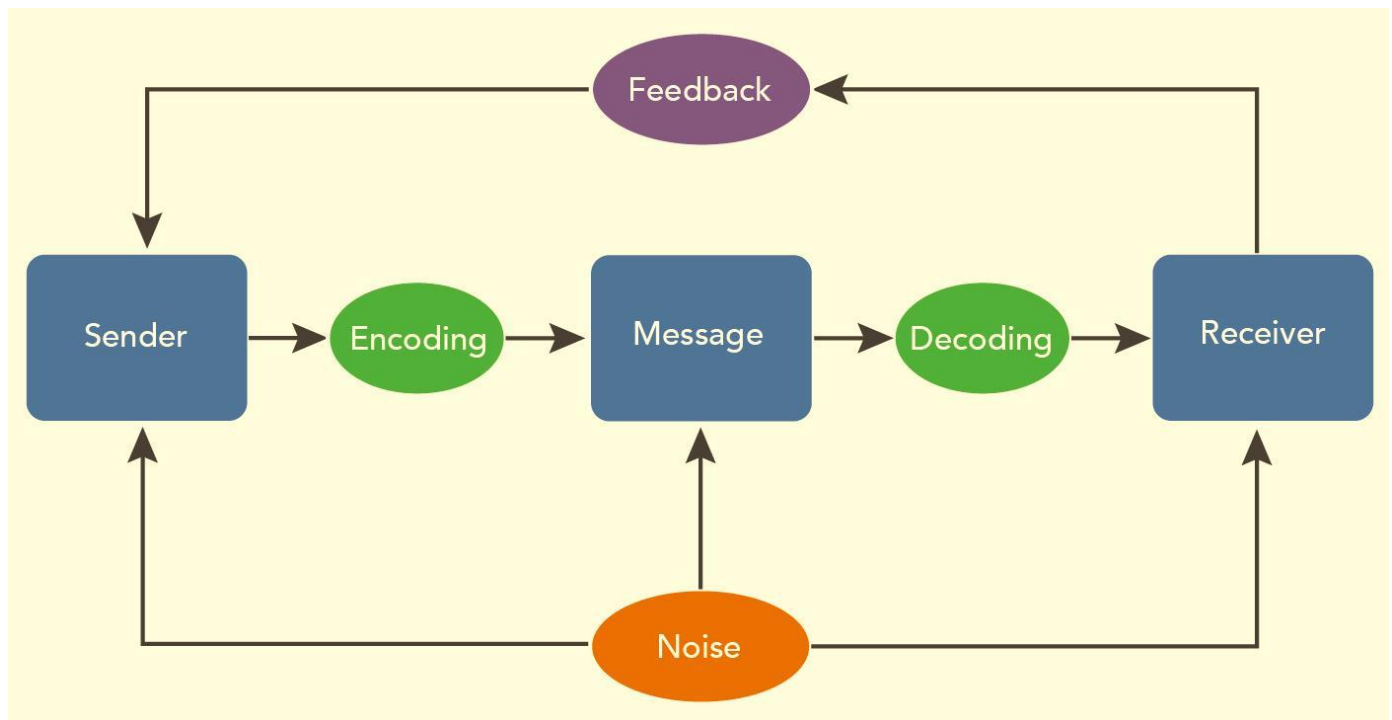 Feedback
Sender
Encoding
Message
Decoding
Receiver
Noise